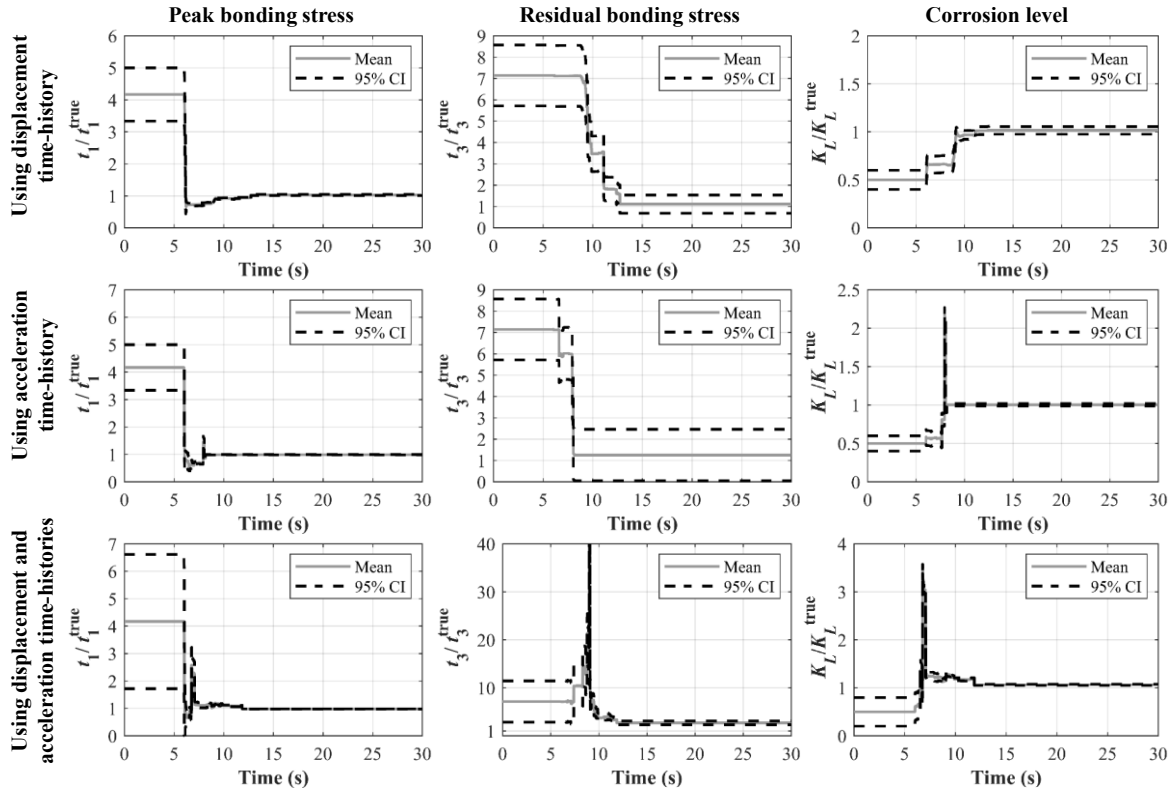 Peak bonding stress
Residual bonding stress
Corrosion level
Using displacement
time-history
t1/ t1true
6
5
4
3
2
1
0
Mean
95% CI
0 5 10 15 20 25 30
Time (s)
t3/ t3true
9
8
7
6
5
4
3
2
1
0
Mean
95% CI
0 5 10 15 20 25 30
Time (s)
KL/KLtrue
2
1.5
1
0.5
0
Mean
95% CI
0 5 10 15 20 25 30
Time (s)
Using acceleration
time-history
t1/ t1true
6
5
4
3
2
1
0
Mean
95% CI
0 5 10 15 20 25 30
Time (s)
t3/ t3true
9
8
7
6
5
4
3
2
1
0
Mean
95% CI
0 5 10 15 20 25 30
Time (s)
KL/KLtrue
2.5
2
1.5
1
0.5
0
Mean
95% CI
0 5 10 15 20 25 30
Time (s)
Using displacement and
acceleration time-histories
t1/ t1true
7
6
5
4
3
2
1
0
Mean
95% CI
0 5 10 15 20 25 30
Time (s)
t3/ t3true
40
30
20
10
1
Mean
95% CI
0 5 10 15 20 25 30
Time (s)
KL/KLtrue
4
3
2
1
0
Mean
95% CI
0 5 10 15 20 25 30
Time (s)